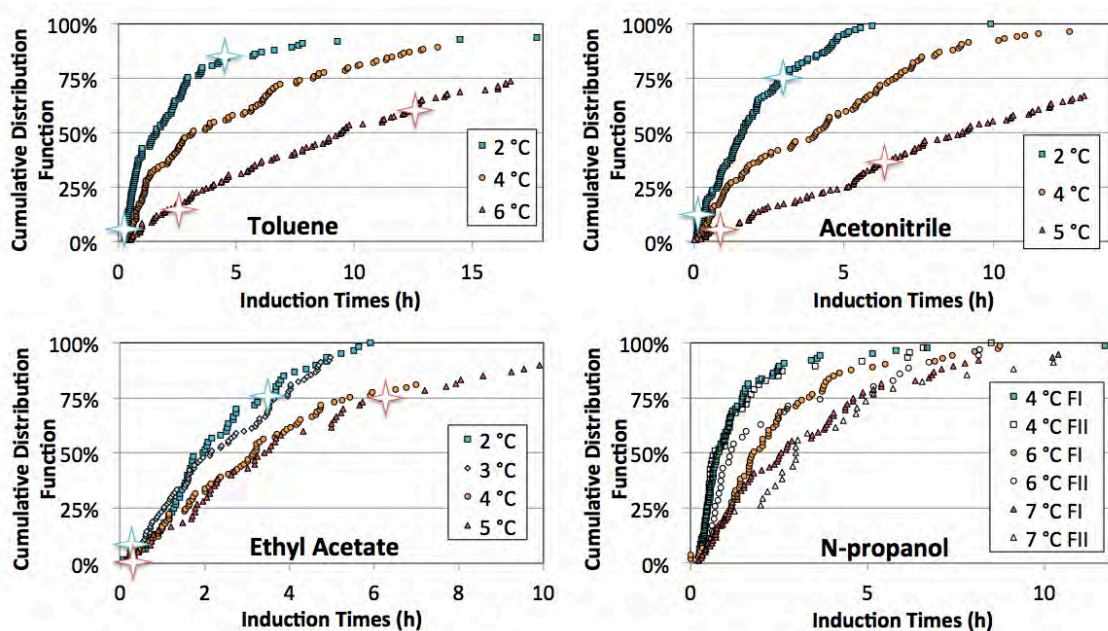 Cumulative Distribution
Function
100%
75%
50%
25%
0%
2 °C
4 °C
6 °C
Toluene
0 5 10 15
Induction Times (h)
Cumulative Distribution
Function
100%
75%
50%
25%
0%
2 °C
4 °C
5 °C
Acetonitrile
0 5 10
Induction Times (h)
Cumulative Distribution
Function
100%
75%
50%
25%
0%
2 °C
3 °C
4 °C
5 °C
Ethyl Acetate
0 2 4 6 8 10
Induction Times (h)
Cumulative Distribution
Function
100%
75%
50%
25%
0%
4 °C FI
4 °C FII
6 °C FI
6 °C FII
7 °C FI
7 °C FII
N-propanol
0 5 10
Induction Times (h)